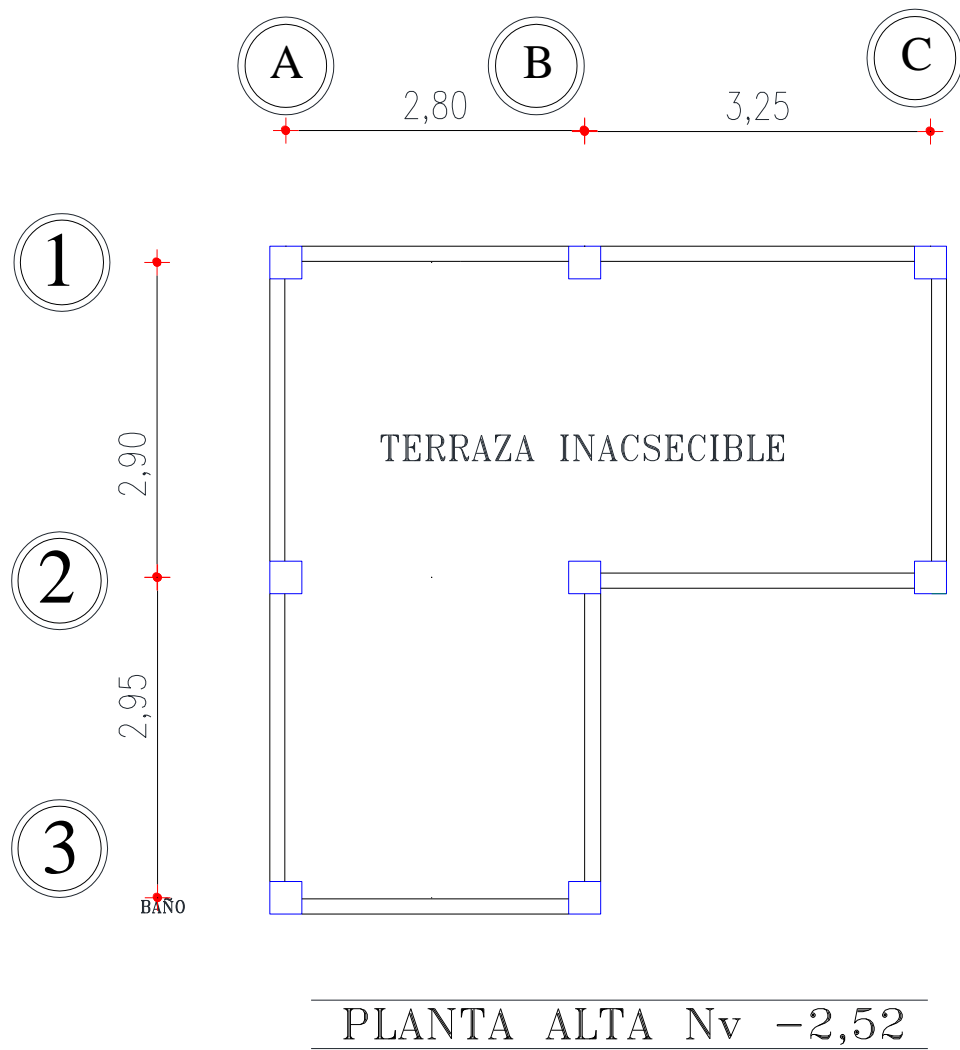 A
B
C
2,80
3,25
1
2,90
TERRAZA INACSECIBLE
2
2,95
3
BAÑO
PLANTA ALTA Nv -2,52